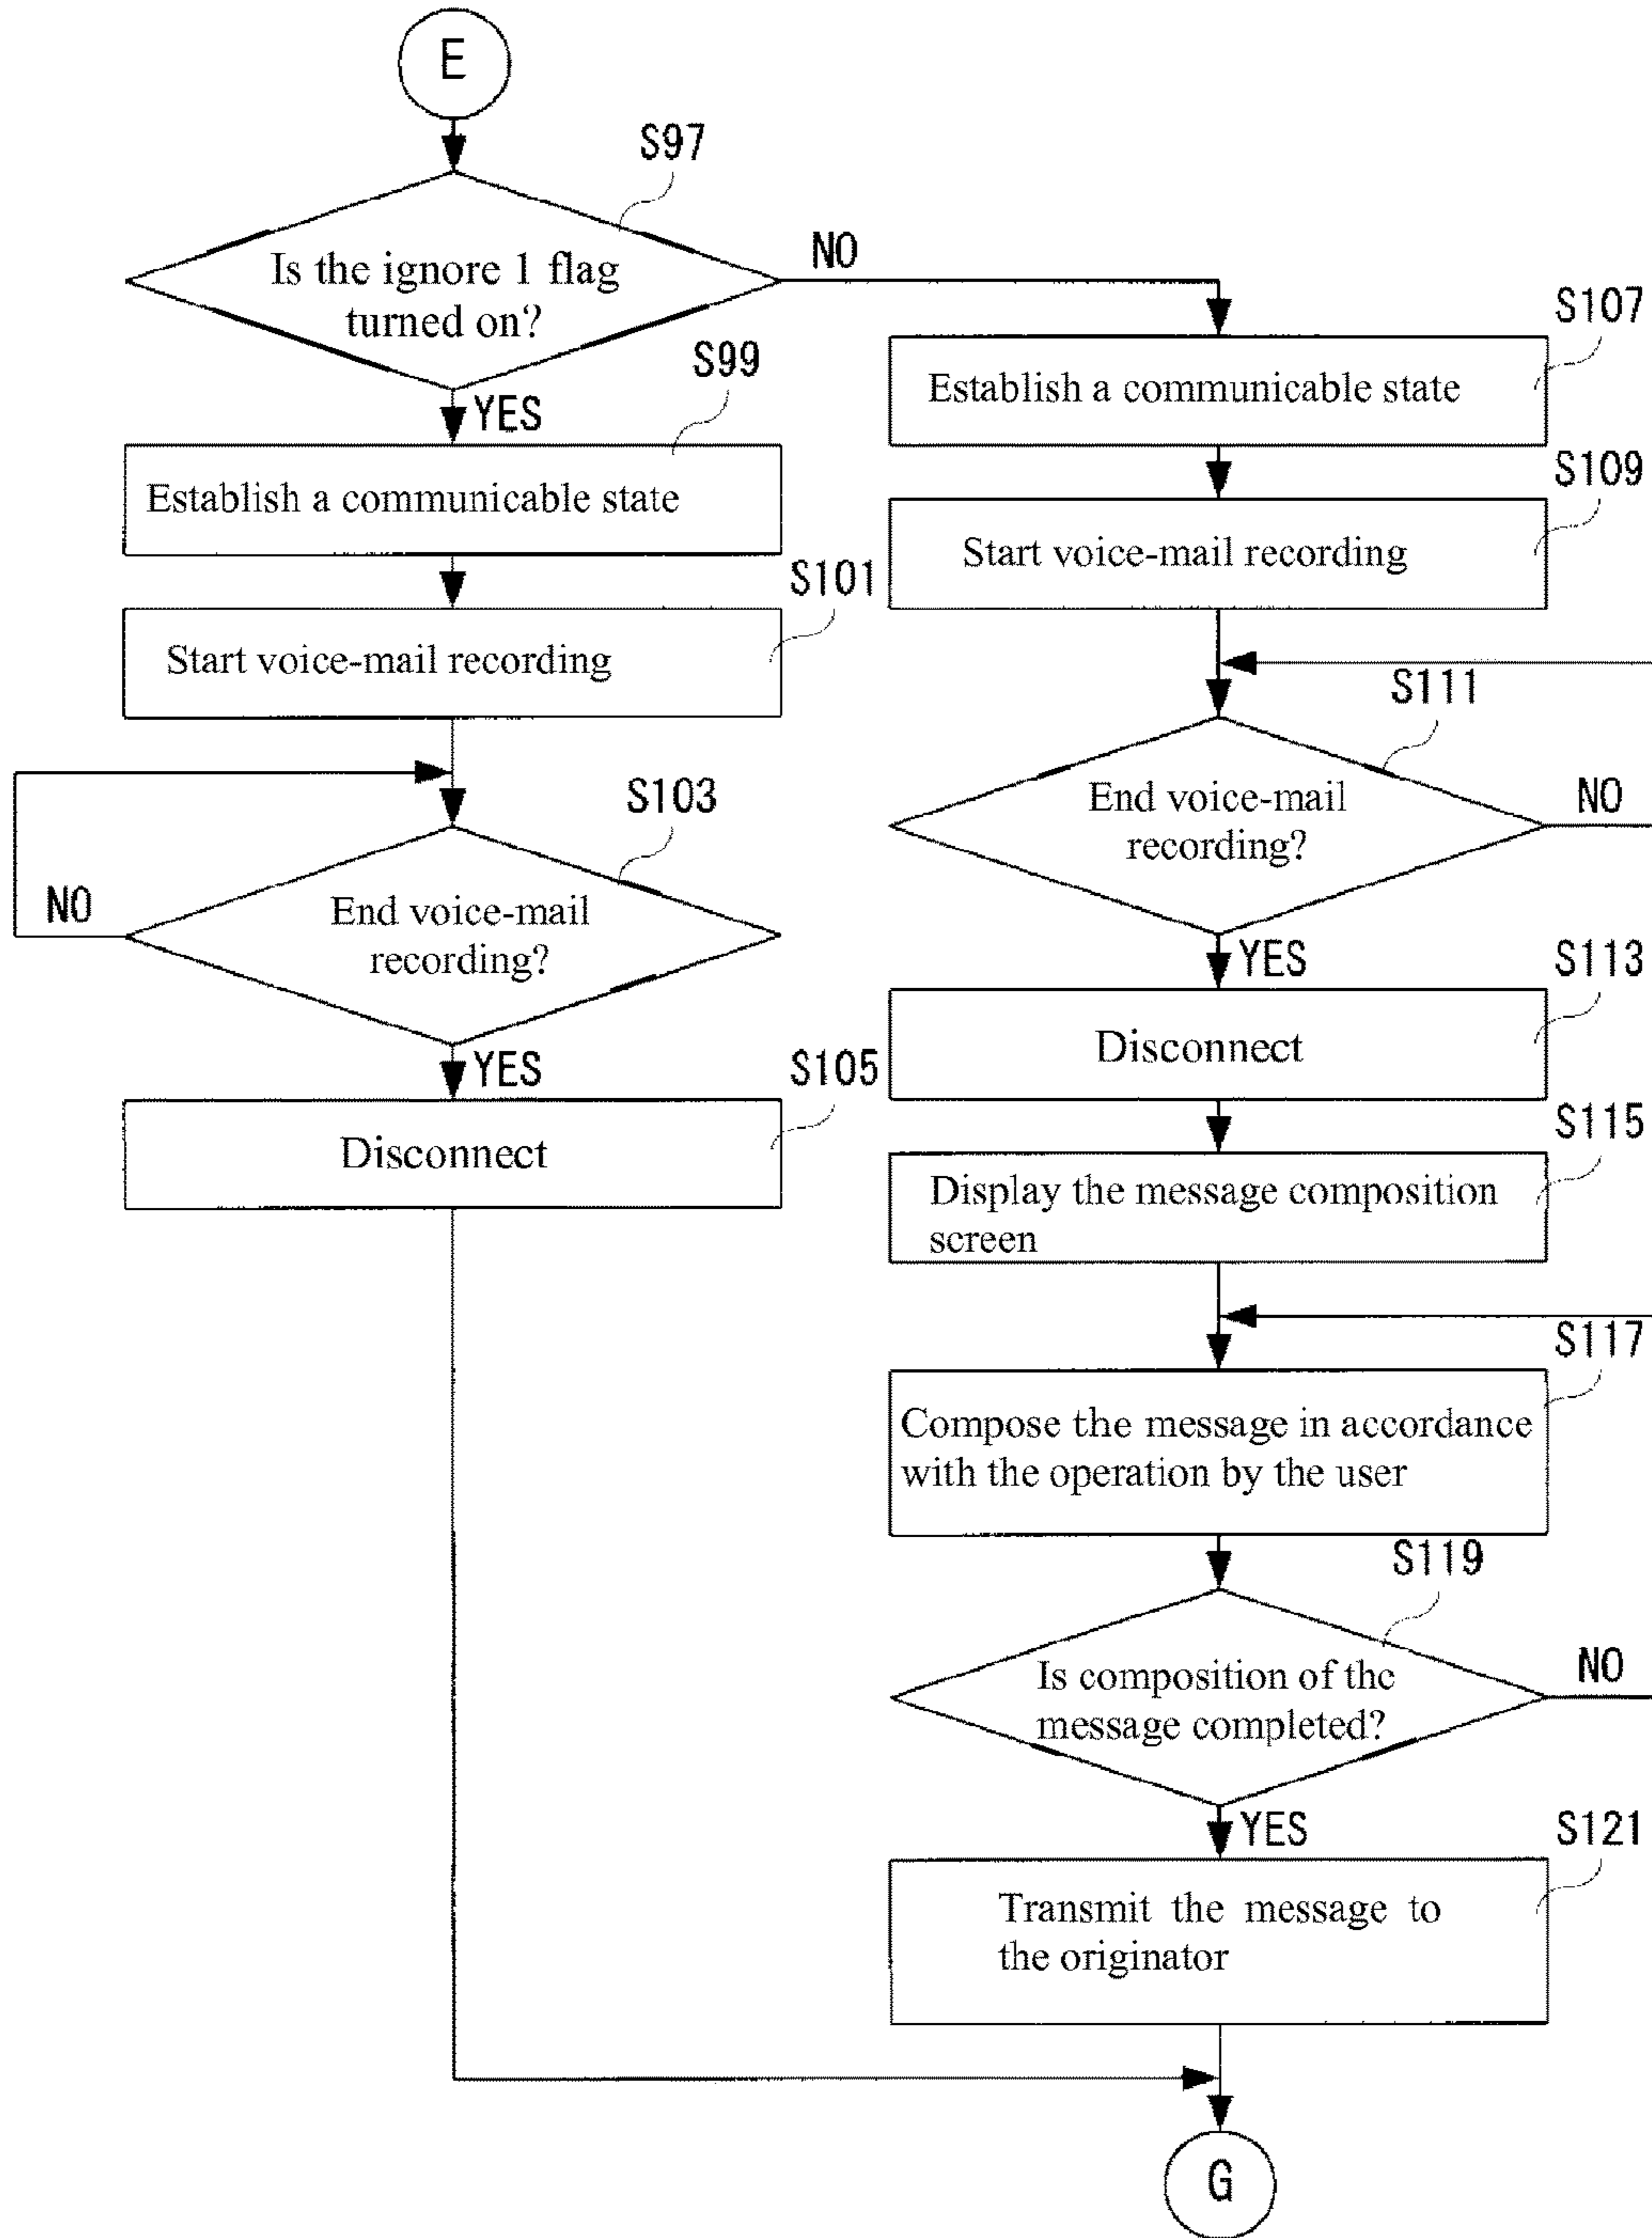 E
S97
Is the ignore 1 flag
turned on?
NO
YES
S99
Establish a communicable state
S101
Start voice-mail recording
S103
End voice-mail
recording?
NO
YES
S105
Disconnect
S107
Establish a communicable state
S109
Start voice-mail recording
S111
End voice-mail
recording?
NO
YES
S113
Disconnect
S115
Display the message composition
screen
S117
Compose the message in accordance
with the operation by the user
S119
Is composition of the
message completed?
NO
YES
S121
Transmit the message to
the originator
G